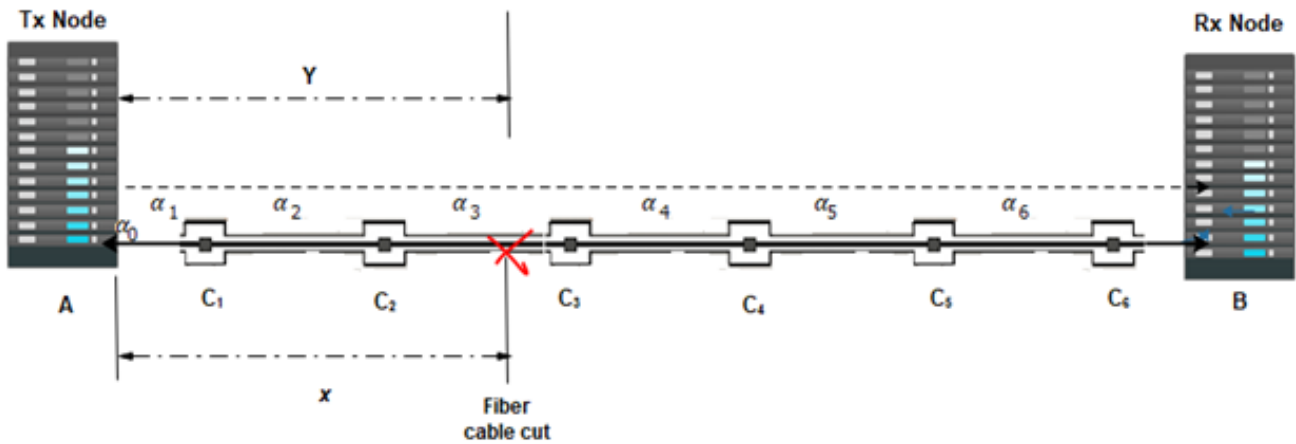 Tx Node
Rx Node
Y
α₁ α₂ α₃ α₄ α₅ α₆
α₀
A C₁ C₂ C₃ C₄ C₅ C₆ B
x
Fiber
cable cut